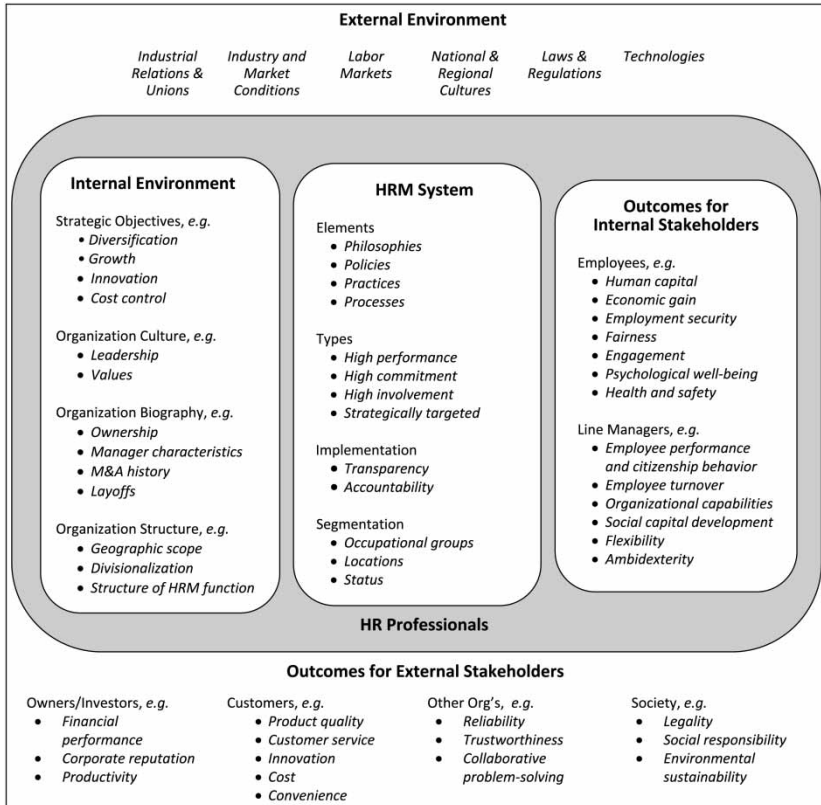 External Environment
Industrial
Relations &
Unions
Industry and
Market
Conditions
Labor
Markets
National &
Regional
Cultures
Laws &
Regulations
Technologies
Internal Environment
Strategic Objectives, e.g.
• Diversification
• Growth
• Innovation
• Cost control
Organization Culture, e.g.
• Leadership
• Values
Organization Biography, e.g.
• Ownership
• Manager characteristics
• M&A history
• Layoffs
Organization Structure, e.g.
• Geographic scope
• Divisionalization
• Structure of HRM function
HRM System
Elements
• Philosophies
• Policies
• Practices
• Processes
Types
• High performance
• High commitment
• High involvement
• Strategically targeted
Implementation
• Transparency
• Accountability
Segmentation
• Occupational groups
• Locations
• Status
Outcomes for
Internal Stakeholders
Employees, e.g.
• Human capital
• Economic gain
• Employment security
• Fairness
• Engagement
• Psychological well-being
• Health and safety
Line Managers, e.g.
• Employee performance
and citizenship behavior
• Employee turnover
• Organizational capabilities
• Social capital development
• Flexibility
• Ambidexterity
HR Professionals
Outcomes for External Stakeholders
Owners/Investors, e.g.
• Financial
performance
• Corporate reputation
• Productivity
Customers, e.g.
• Product quality
• Customer service
• Innovation
• Cost
• Convenience
Other Org's, e.g.
• Reliability
• Trustworthiness
• Collaborative
problem-solving
Society, e.g.
• Legality
• Social responsibility
• Environmental
sustainability